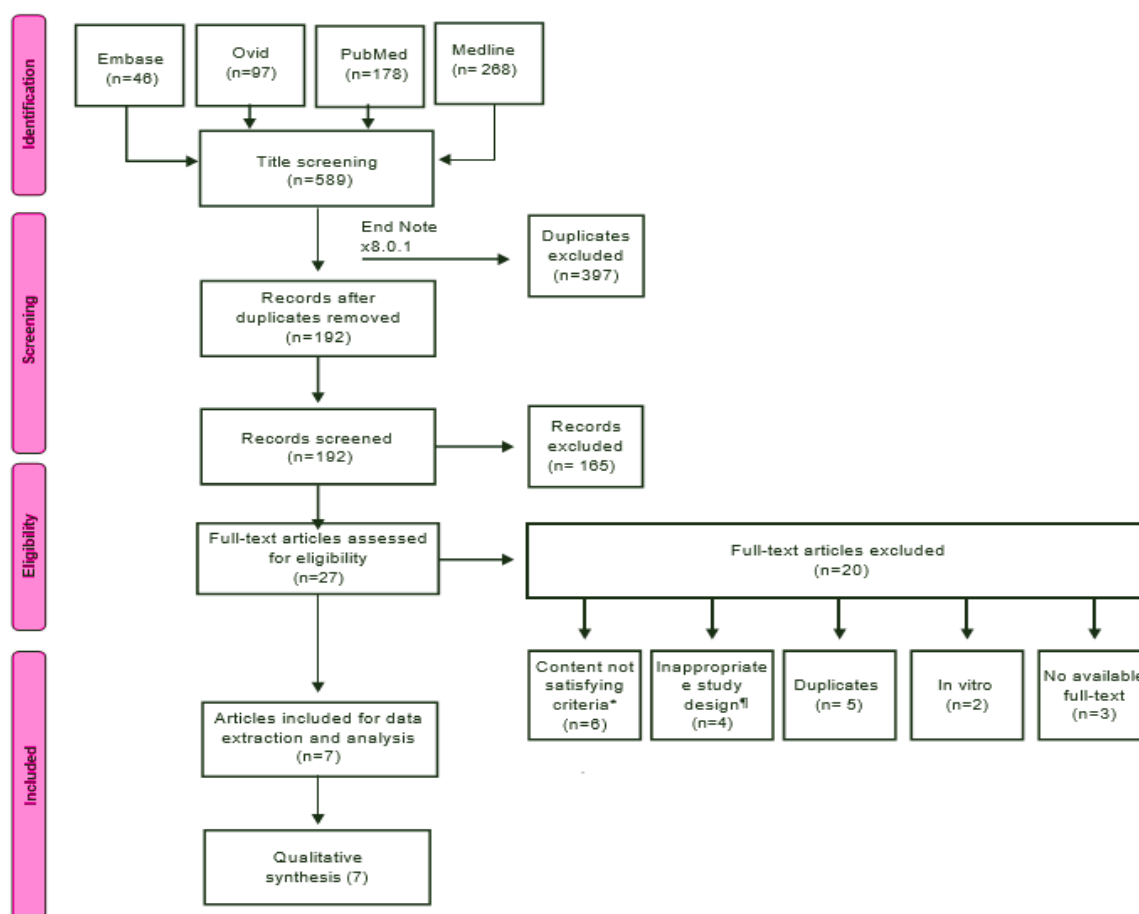 Identification
Embase
(n=46)
Ovid
(n=97)
PubMed
(n=178)
Medline
(n= 268)
Title screening
(n=589)
Screening
End Note
x8.0.1
Duplicates
excluded
(n=397)
Records after
duplicates removed
(n=192)
Records screened
(n=192)
Records
excluded
(n= 165)
Eligibility
Full-text articles assessed
for eligibility
(n=27)
Full-text articles excluded
(n=20)
Content not
satisfying
criteria*
(n=6)
Inappropriate
e study
design¶
(n=4)
Duplicates
(n= 5)
In vitro
(n=2)
No available
full-text
(n=3)
Included
Articles included for data
extraction and analysis
(n=7)
Qualitative
synthesis (7)